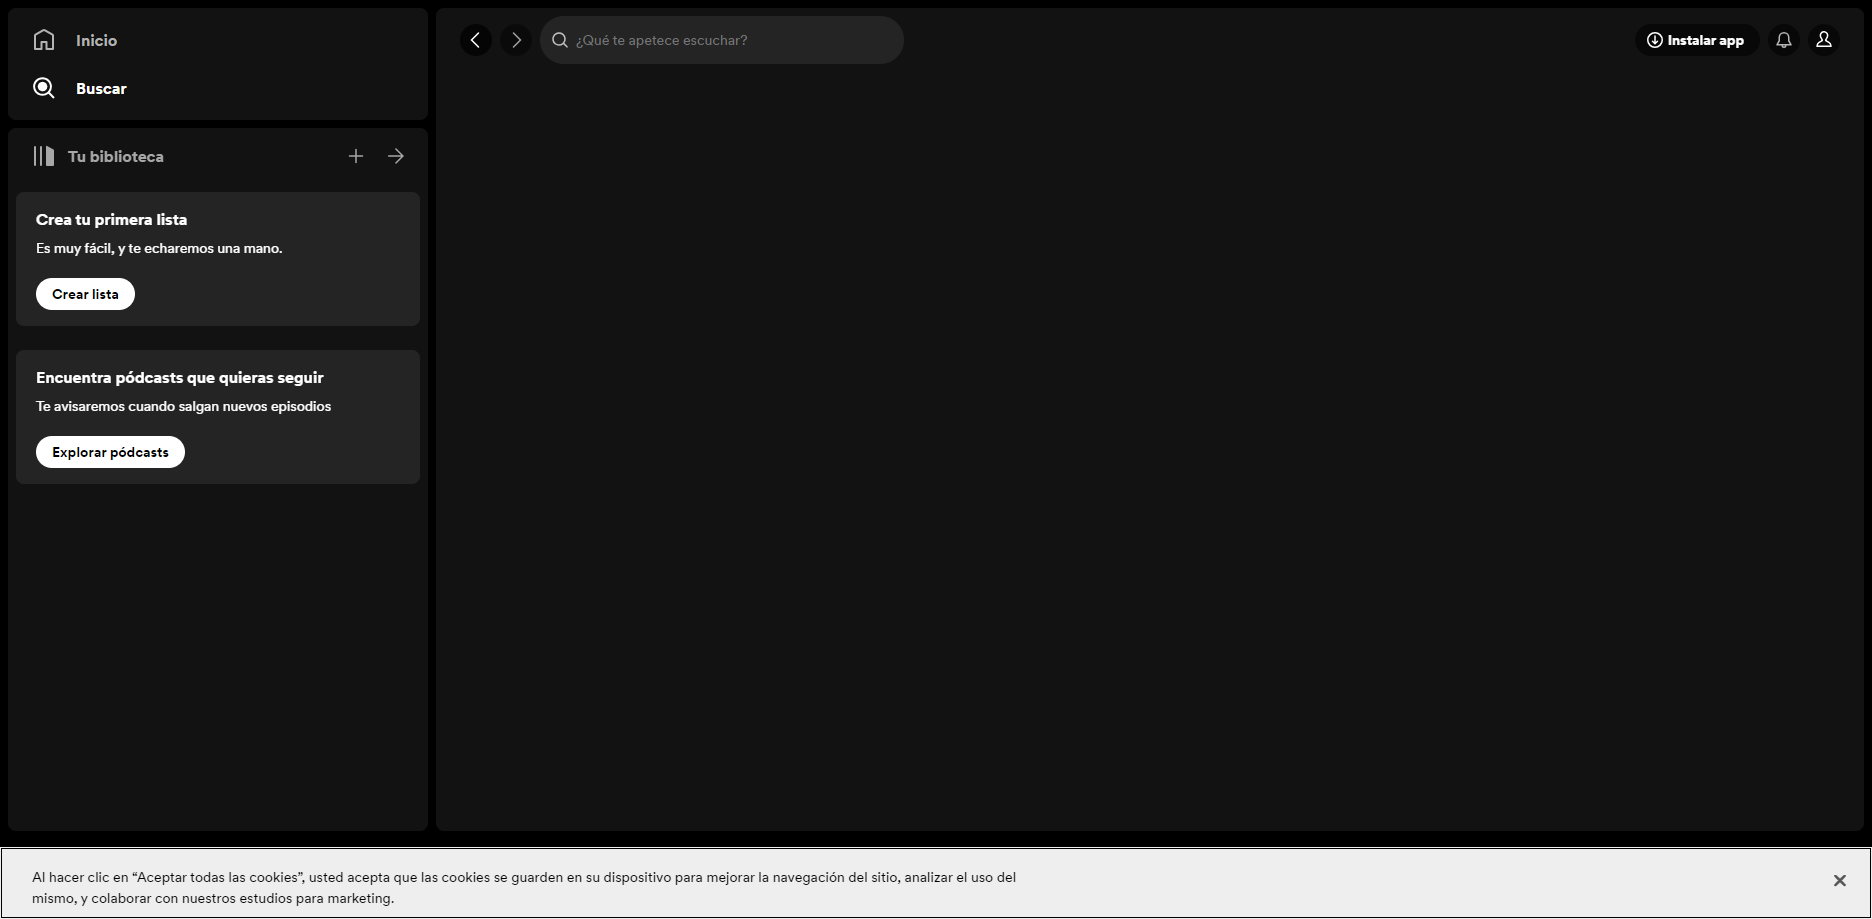 Inicio
Buscar
Tu biblioteca
Crea tu primera lista
Es muy fácil, y te echaremos una mano.
Crear lista
Encuentra pódcasts que quieras seguir
Te avisaremos cuando salgan nuevos episodios
Explorar pódcasts
¿Qué te apetece escuchar?
Instalar app
Al hacer clic en “Aceptar todas las cookies”, usted acepta que las cookies se guarden en su dispositivo para mejorar la navegación del sitio, analizar el uso del
mismo, y colaborar con nuestros estudios para marketing.